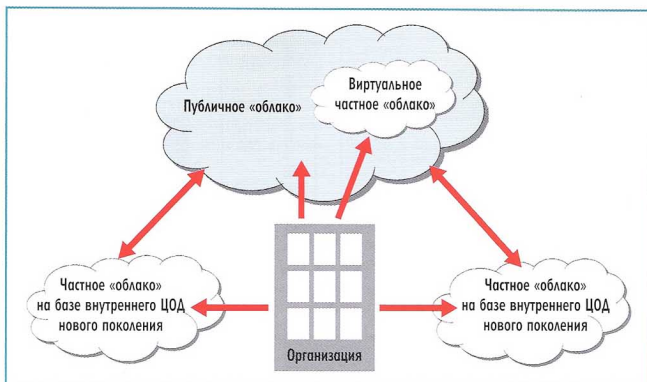 Публичное «облако»
Виртуальное
частное «облако»
Частное «облако»
на базе внутреннего ЦОД
нового поколения
Организация
Частное «облако»
на базе внутреннего ЦОД
нового поколения